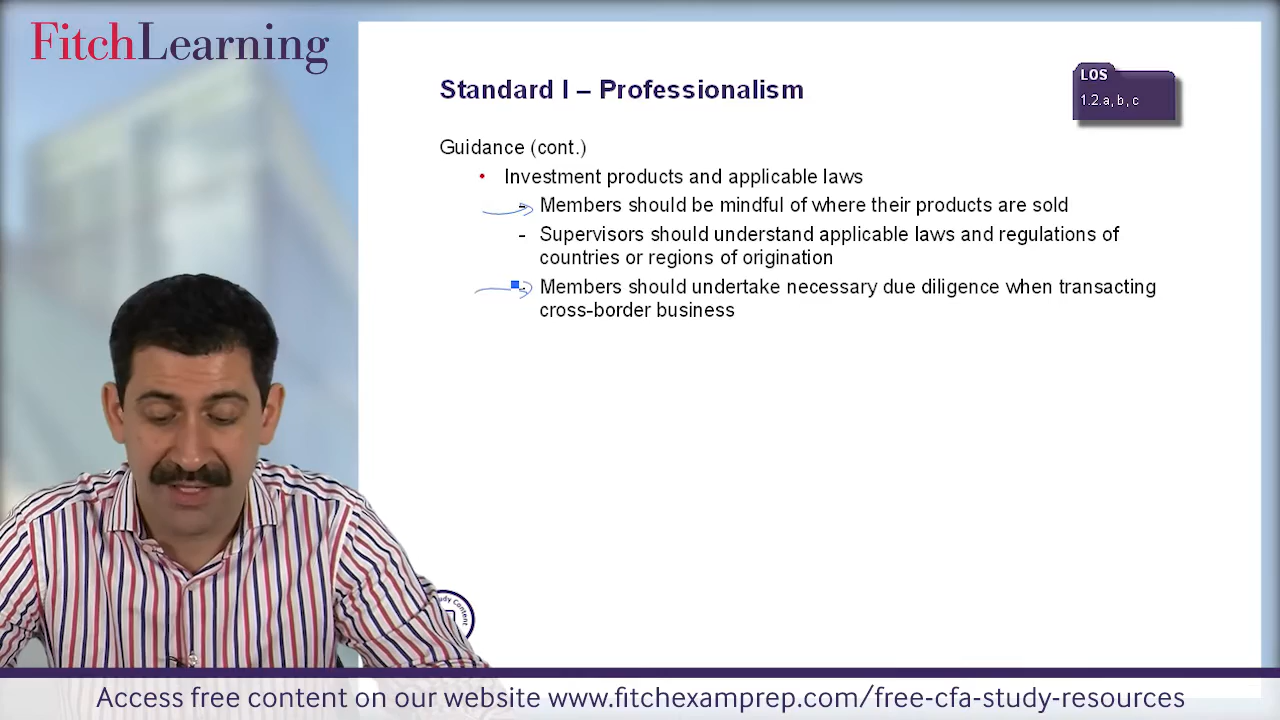 FitchLearning
Standard I – Professionalism
LOS
1.2.a, b, c
Guidance (cont.)
• Investment products and applicable laws
- Members should be mindful of where their products are sold
- Supervisors should understand applicable laws and regulations of
countries or regions of origination
- Members should undertake necessary due diligence when transacting
cross-border business
Content
Access free content on our website www.fitchexamprep.com/free-cfa-study-resources